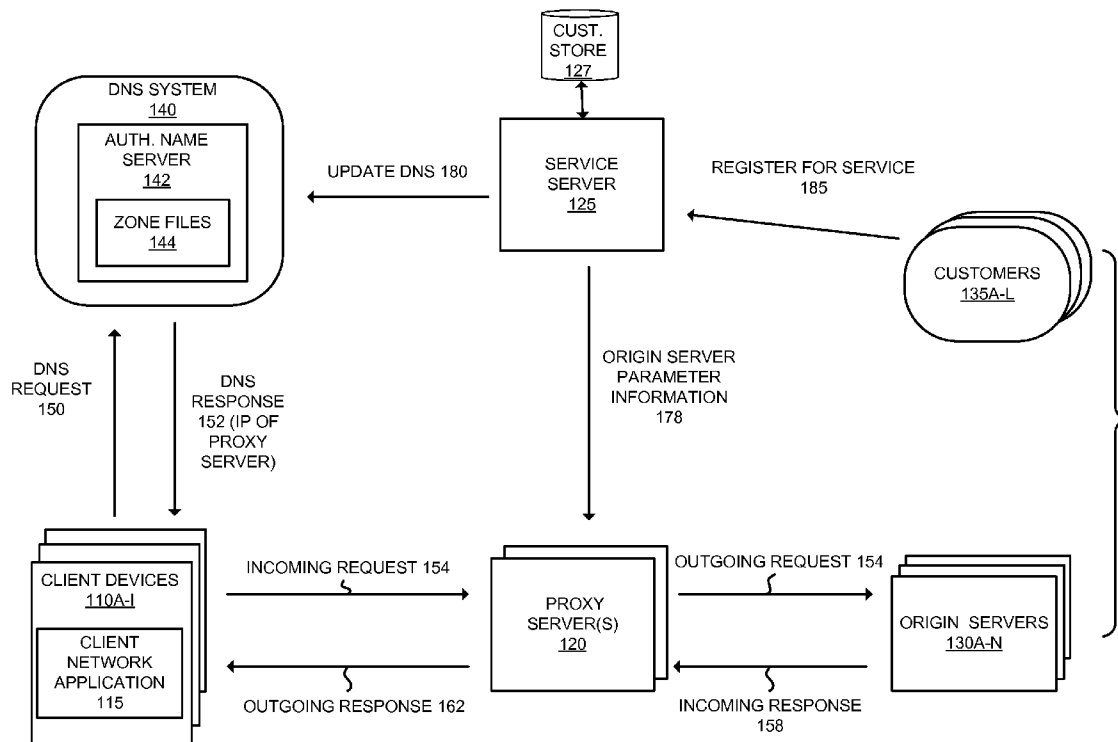 CUST.
STORE
127
DNS SYSTEM
140
AUTH. NAME
SERVER
142
ZONE FILES
144
UPDATE DNS 180
SERVICE
SERVER
125
REGISTER FOR SERVICE
185
CUSTOMERS
135A-L
DNS
REQUEST
150
DNS
RESPONSE
152 (IP OF
PROXY
SERVER)
ORIGIN SERVER
PARAMETER
INFORMATION
178
CLIENT DEVICES
110A-I
CLIENT
NETWORK
APPLICATION
115
INCOMING REQUEST 154
OUTGOING RESPONSE 162
PROXY
SERVER(S)
120
OUTGOING REQUEST 154
INCOMING RESPONSE
158
ORIGIN SERVERS
130A-N